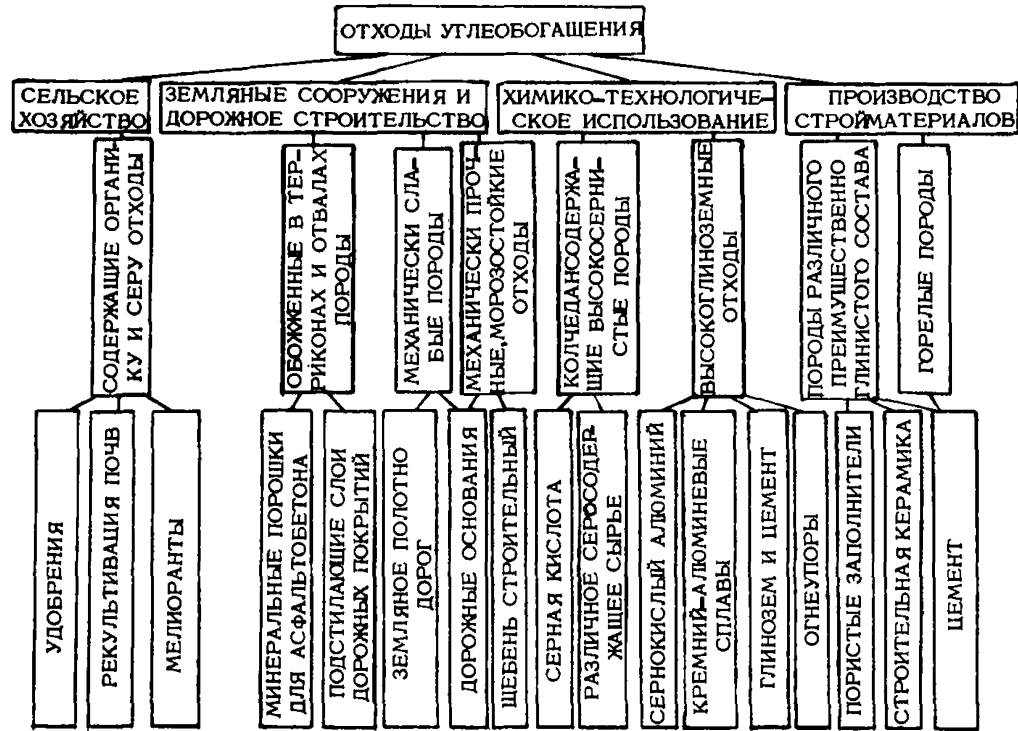 ОТХОДЫ УГЛЕОБОГАЩЕНИЯ
СЕЛЬСКОЕ
ХОЗЯЙСТВО
ЗЕМЛЯНЫЕ СООРУЖЕНИЯ И
ДОРОЖНОЕ СТРОИТЕЛЬСТВО
ХИМИКО-ТЕХНОЛОГИЧЕ-
СКОЕ ИСПОЛЬЗОВАНИЕ
ПРОИЗВОДСТВО
СТРОЙМАТЕРИАЛОВ
СОДЕРЖАЩИЕ ОРГАНИ-
КУ И СЕРУ ОТХОДЫ
ОБОЖЖЕННЫЕ В ТЕР-
РИКОНАХ И ОТВАЛАХ
ПОРОДЫ
МЕХАНИЧЕСКИ СЛА-
БЫЕ ПОРОДЫ
МЕХАНИЧЕСКИ ПРОЧ-
НЫЕ, МОРОЗОСТОЙКИЕ
ОТХОДЫ
КОЛЧЕДАНСОДЕРЖА-
ЩИЕ ВЫСОКОСЕРНИ-
СТЫЕ ПОРОДЫ
ВЫСОКОГЛИНОЗЕМНЫЕ
ОТХОДЫ
ПОРОДЫ РАЗЛИЧНОГО
ПРЕИМУЩЕСТВЕННО
ГЛИНИСТОГО СОСТАВА
ГОРЕЛЫЕ ПОРОДЫ
УДОБРЕНИЯ
РЕКУЛЬТИВАЦИЯ ПОЧВ
МЕЛИОРАНТЫ
МИНЕРАЛЬНЫЕ ПОРОШКИ
ДЛЯ АСФАЛЬТОБЕТОНА
ПОДСТИЛАЮЩИЕ СЛОИ
ДОРОЖНЫХ ПОКРЫТИЙ
ЗЕМЛЯНОЕ ПОЛОТНО
ДОРОГ
ДОРОЖНЫЕ ОСНОВАНИЯ
ЩЕБЕНЬ СТРОИТЕЛЬНЫЙ
СЕРНАЯ КИСЛОТА
РАЗЛИЧНОЕ СЕРОСОДЕР-
ЖАЩЕЕ СЫРЬЕ
СЕРНОКИСЛЫЙ АЛЮМИНИЙ
КРЕМНИЙ-АЛЮМИНЕВЫЕ
СПЛАВЫ
ГЛИНОЗЕМ И ЦЕМЕНТ
ОГНЕУПОРЫ
ПОРИСТЫЕ ЗАПОЛНИТЕЛИ
СТРОИТЕЛЬНАЯ КЕРАМИКА
ЦЕМЕНТ